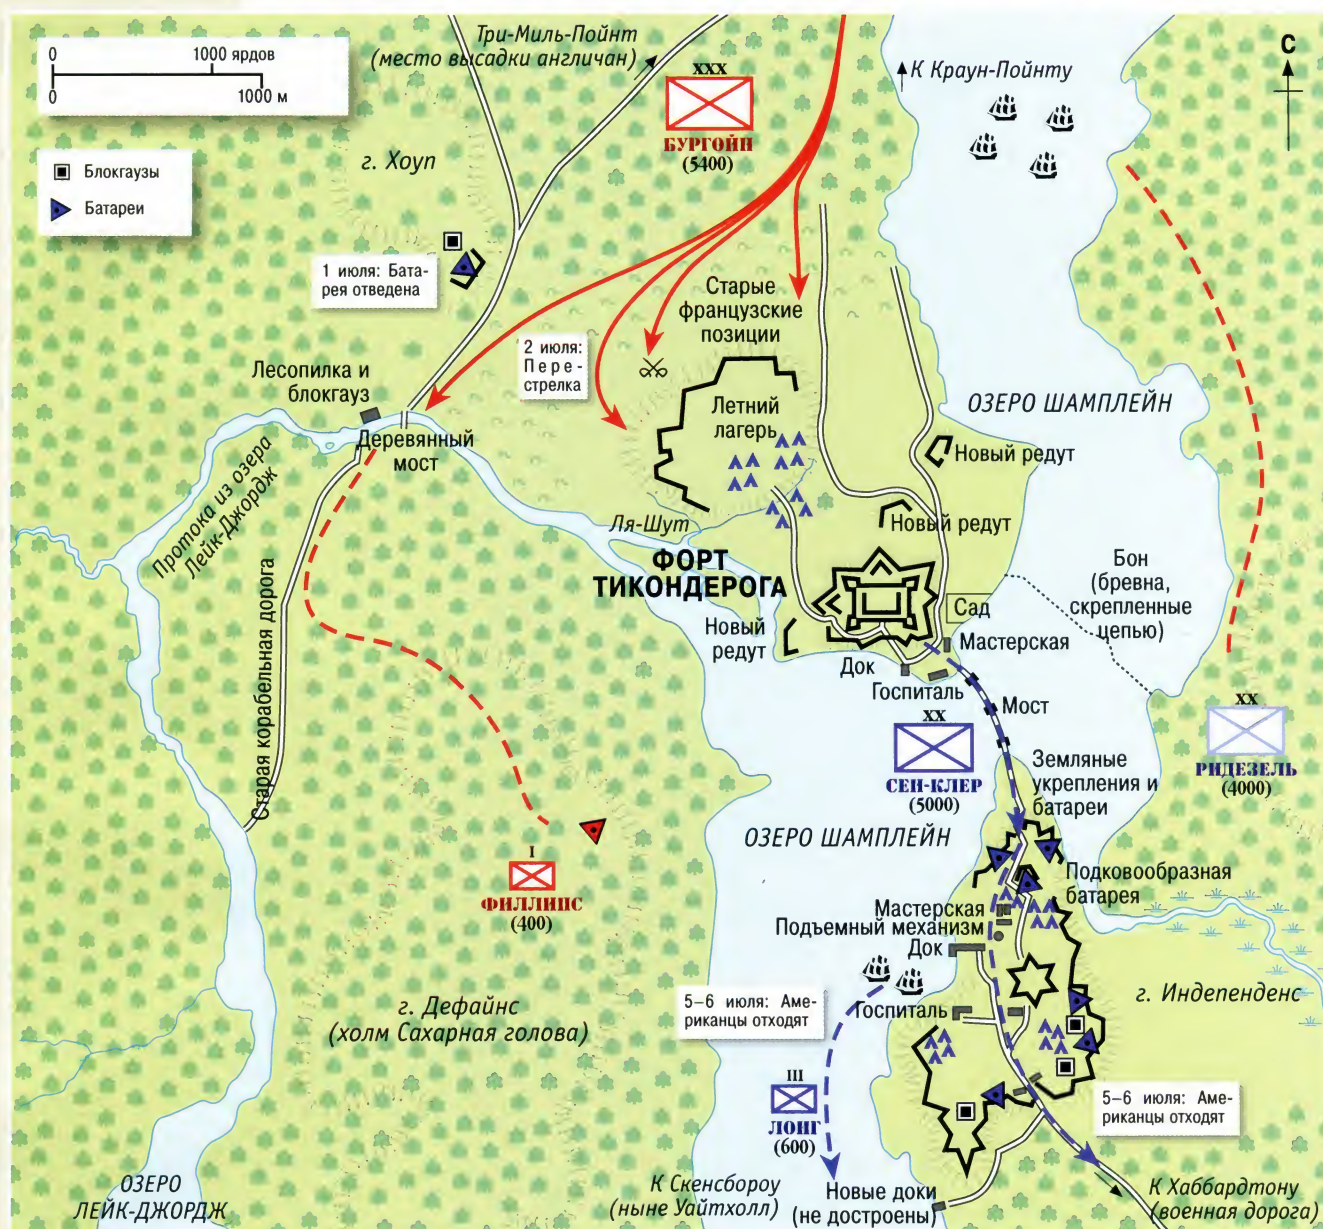 0 1000 ярдов
0 1000 м
Блокгаузы
Батареи
Три-Миль-Пойнт
(место высадки англичан)
XXX
БУРГОЙН
(5400)
К Краун-Пойнту
С
г. Хоуп
1 июля: Бата-
рея отведена
2 июля:
Пере-
стрелка
Старые
французские
позиции
Лесопилка и
блокгауз
Деревянный
мост
Летний
лагерь
ОЗЕРО ШАМПЛЕЙН
Новый редут
Новый редут
Протока из озера
Лейк-Джордж
Ля-Шут
ФОРТ
ТИКОНДЕРОГА
Бон
(бревна,
скрепленные
цепью)
Сад
Новый
редут
Мастерская
Док
Госпиталь
Мост
Старая корабельная дорога
XX
СЕН-КЛЕР
(5000)
XX
РИДЕЗЕЛЬ
(4000)
Земляные
укрепления и
батареи
ОЗЕРО ШАМПЛЕЙН
I
ФИЛЛИПС
(400)
Подковообразная
батарея
Мастерская
Подъемный механизм
Док
г. Дефайнс
(холм Сахарная голова)
5–6 июля: Аме-
риканцы отходят
Госпиталь
г. Индепенденс
III
ЛОНГ
(600)
5–6 июля: Аме-
риканцы отходят
ОЗЕРО
ЛЕЙК-ДЖОРДЖ
К Скенсбороу
(ныне Уайтхолл)
Новые доки
(не достроены)
К Хаббардтону
(военная дорога)